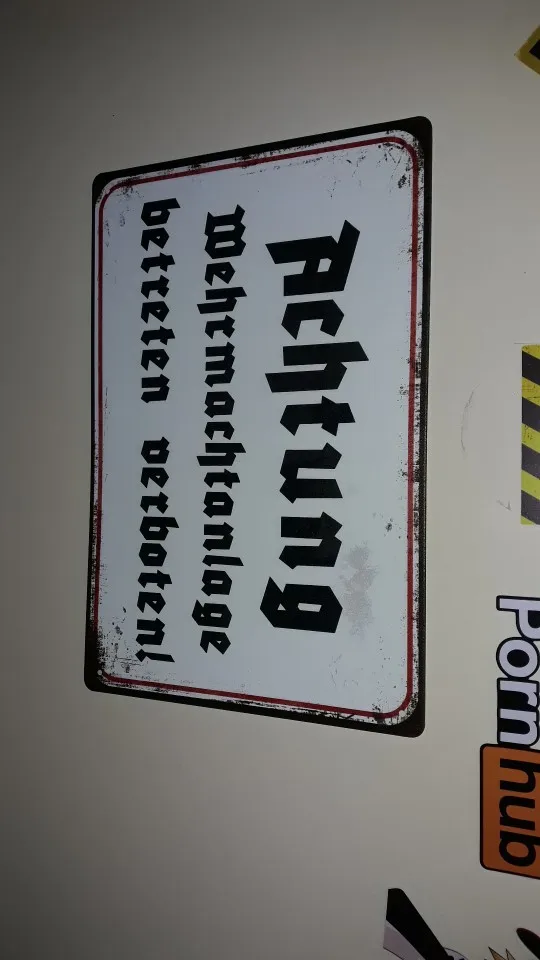 Achtung
Wehrmachtanlage
betreten verboten!
Porn
hub